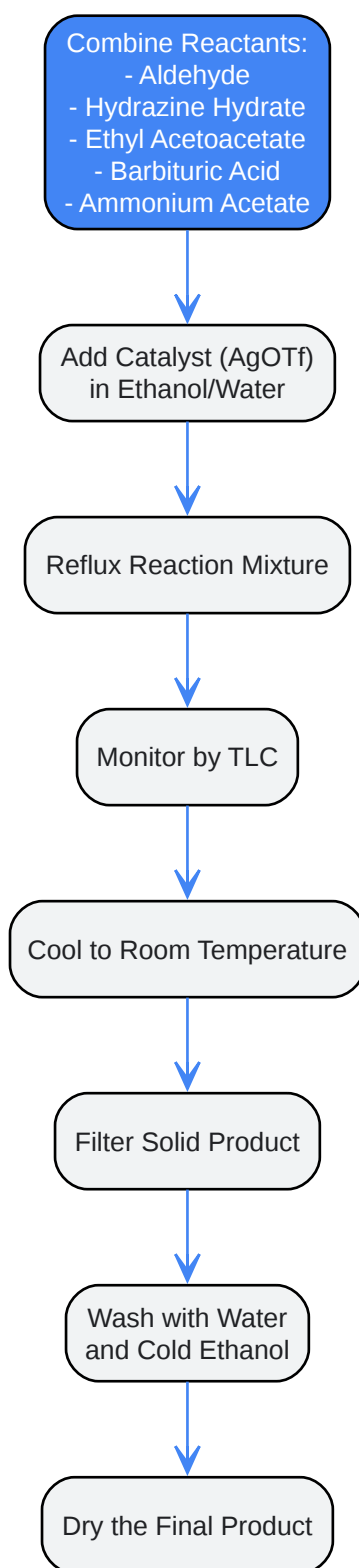 Combine Reactants:
- Aldehyde
- Hydrazine Hydrate
- Ethyl Acetoacetate
- Barbituric Acid
- Ammonium Acetate
Add Catalyst (AgOTf)
in Ethanol/Water
Reflux Reaction Mixture
Monitor by TLC
Cool to Room Temperature
Filter Solid Product
Wash with Water
and Cold Ethanol
Dry the Final Product